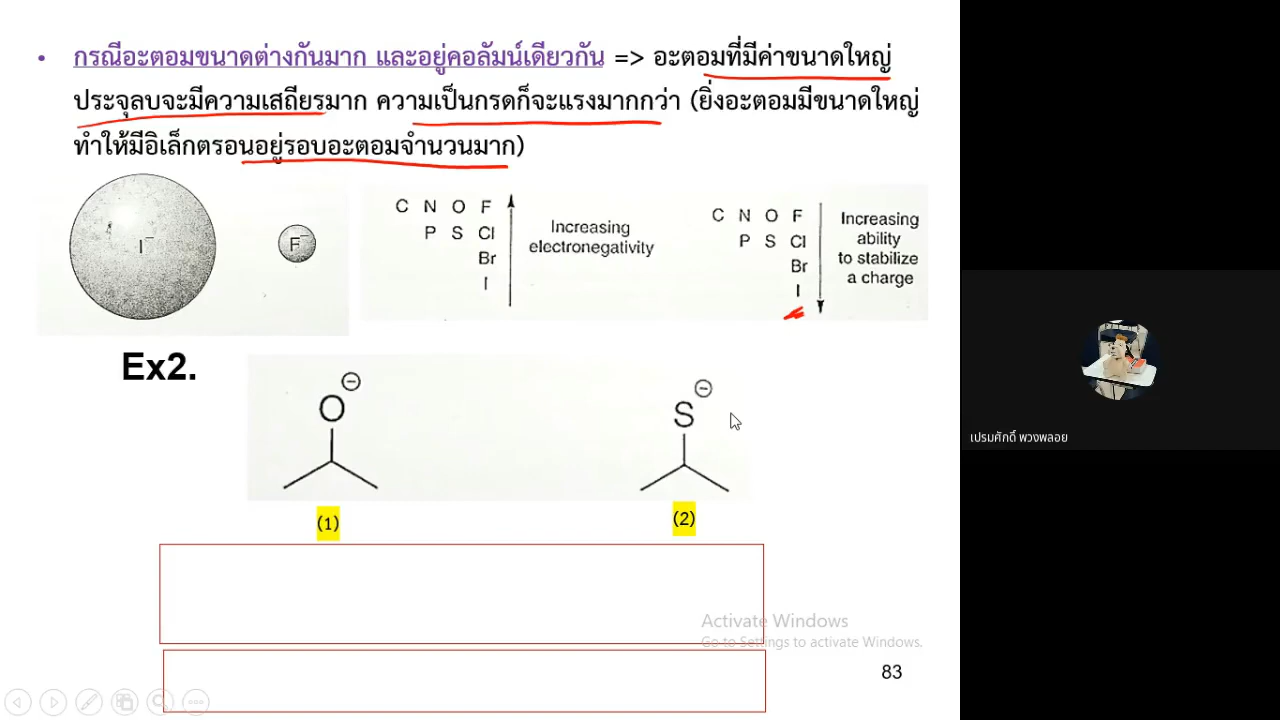 • กรณีอะตอมขนาดต่างกันมาก และอยู่คอลัมน์เดียวกัน => อะตอมที่มีค่าขนาดใหญ่
ประจุลบจะมีความเสถียรมาก ความเป็นกรดก็จะแรงมากกว่า (ยิ่งอะตอมมีขนาดใหญ่
ทำให้มีอิเล็กตรอนอยู่รอบอะตอมจำนวนมาก)
I⁻
F⁻
C N O F
P S Cl
Br
I
Increasing
electronegativity
C N O F
P S Cl
Br
I
Increasing
ability
to stabilize
a charge
Ex2.
O⊖
(1)
S⊖
(2)
Activate Windows
Go to Settings to activate Windows.
83
เปรมศักดิ์ พวงพลอย